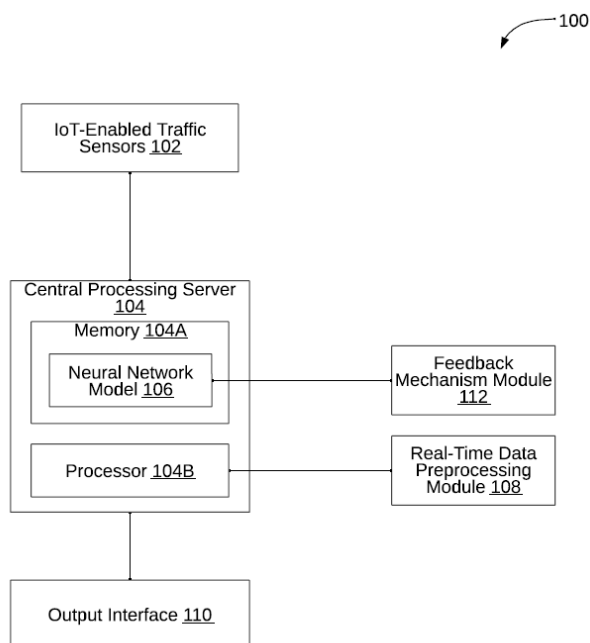 100
IoT-Enabled Traffic
Sensors 102
Central Processing Server
104
Memory 104A
Neural Network
Model 106
Feedback
Mechanism Module
112
Processor 104B
Real-Time Data
Preprocessing
Module 108
Output Interface 110